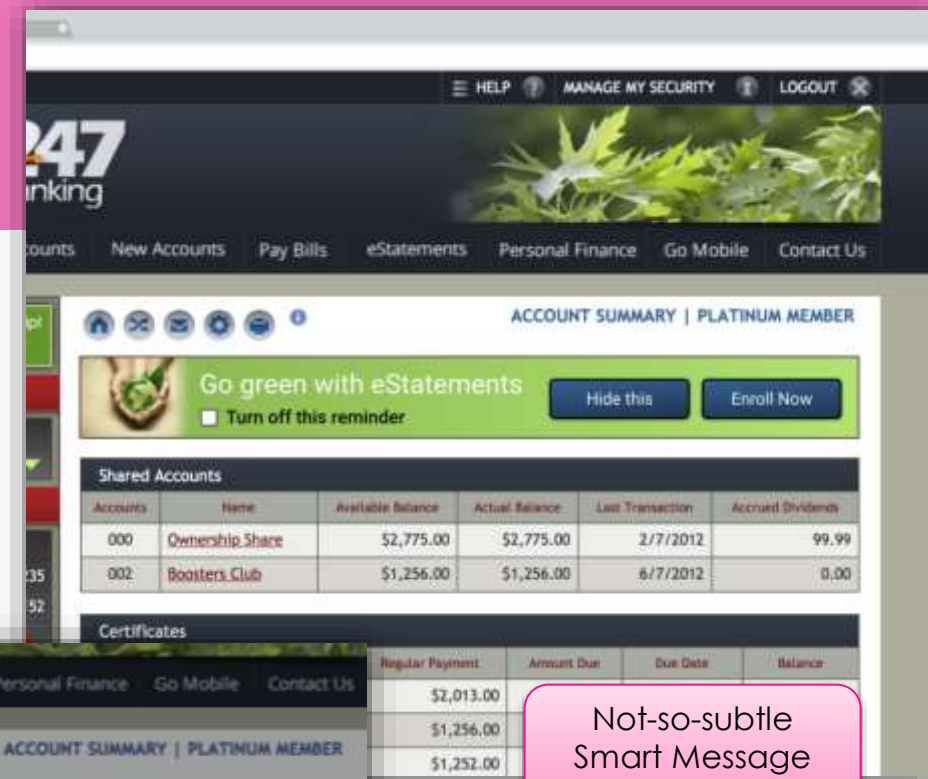 HELP MANAGE MY SECURITY LOGOUT
247
nking
ounts New Accounts Pay Bills eStatements Personal Finance Go Mobile Contact Us
ip!
ACCOUNT SUMMARY | PLATINUM MEMBER
Go green with eStatements
Turn off this reminder
Hide this
Enroll Now
Shared Accounts
Accounts Name Available Balance Actual Balance Last Transaction Accrued Dividends
000 Ownership Share $2,775.00 $2,775.00 2/7/2012 99.99
235 002 Boosters Club $1,256.00 $1,256.00 6/7/2012 0.00
52
Certificates
Regular Payment Amount Due Due Date Balance
$2,013.00
$1,256.00
$1,252.00
Personal Finance Go Mobile Contact Us
ACCOUNT SUMMARY | PLATINUM MEMBER
Not-so-subtle
Smart Message